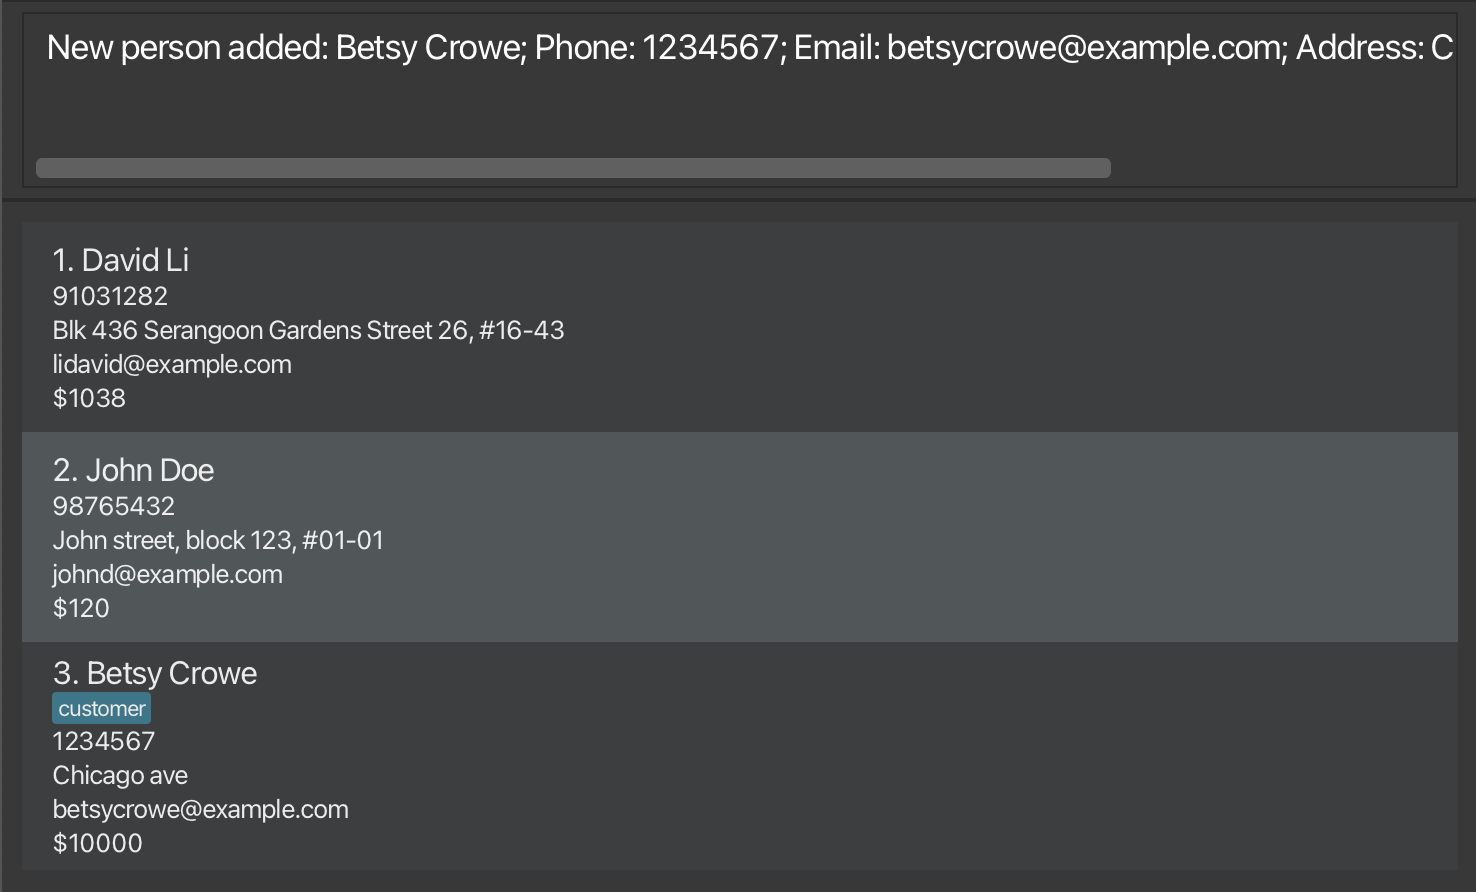 New person added: Betsy Crowe; Phone: 1234567; Email: betsycrowe@example.com; Address: C
1. David Li
91031282
Blk 436 Serangoon Gardens Street 26, #16-43
lidavid@example.com
$1038
2. John Doe
98765432
John street, block 123, #01-01
johnd@example.com
$120
3. Betsy Crowe
customer
1234567
Chicago ave
betsycrowe@example.com
$10000